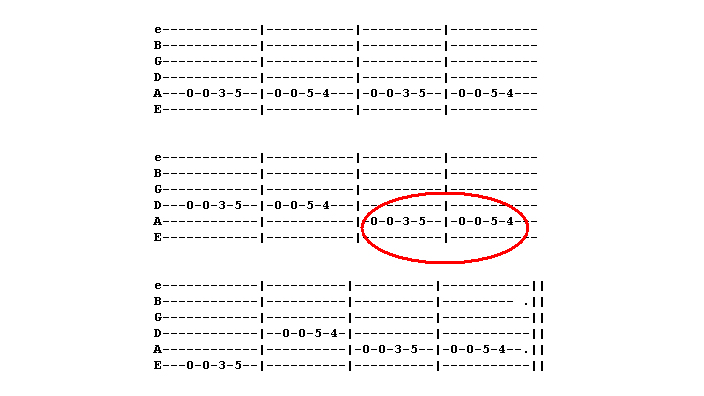 e------------|-----------|---------|-----------
B------------|-----------|---------|-----------
G------------|-----------|---------|-----------
D------------|-----------|---------|-----------
A---0-0-3-5--|-0-0-5-4---|-0-0-3-5--|-0-0-5-4---
E------------|-----------|---------|-----------
e------------|-----------|---------|-----------
B------------|-----------|---------|-----------
G------------|-----------|---------|-----------
D---0-0-3-5--|-0-0-5-4---|---------|-----------
A------------|-----------|-0-0-3-5--|-0-0-5-4---
E------------|-----------|---------|-----------
e------------|----------|----------|-----------||
B------------|----------|----------|--------- .||
G------------|----------|----------|-----------||
D------------|--0-0-5-4-|----------|-----------||
A------------|----------|-0-0-3-5--|-0-0-5-4--.||
E---0-0-3-5--|----------|----------|-----------||